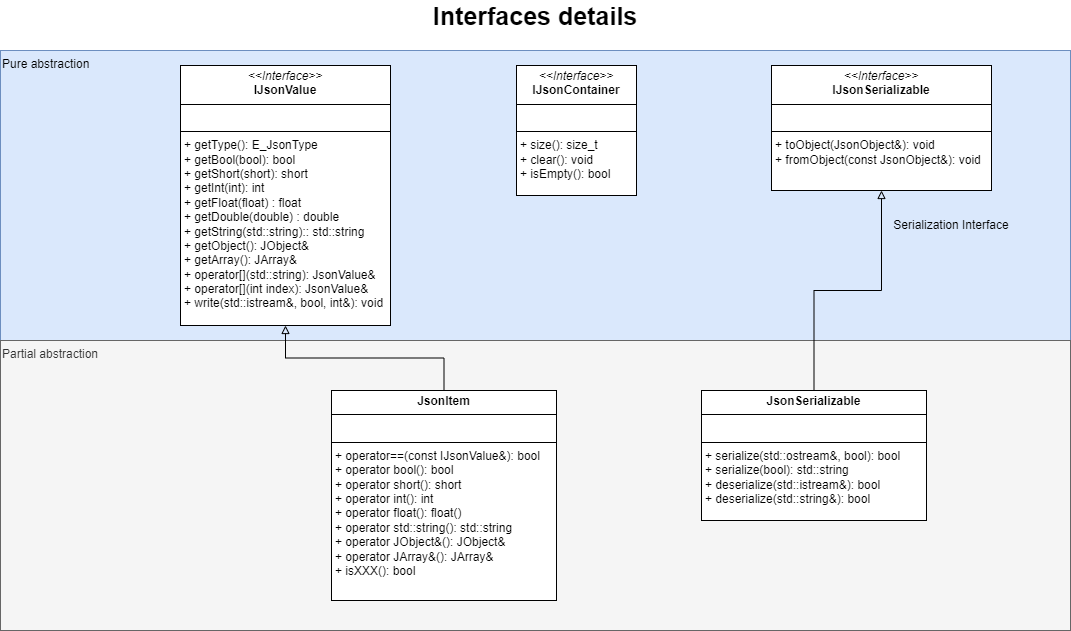 Interfaces details
Pure abstraction
<<Interface>>
IJsonValue
+ getType(): E_JsonType
+ getBool(bool): bool
+ getShort(short): short
+ getInt(int): int
+ getFloat(float) : float
+ getDouble(double) : double
+ getString(std::string):: std::string
+ getObject(): JObject&
+ getArray(): JArray&
+ operator[](std::string): JsonValue&
+ operator[](int index): JsonValue&
+ write(std::istream&, bool, int&): void
<<Interface>>
IJsonContainer
+ size(): size_t
+ clear(): void
+ isEmpty(): bool
<<Interface>>
IJsonSerializable
+ toObject(JsonObject&): void
+ fromObject(const JsonObject&): void
Serialization Interface
Partial abstraction
JsonItem
+ operator==(const IJsonValue&): bool
+ operator bool(): bool
+ operator short(): short
+ operator int(): int
+ operator float(): float()
+ operator std::string(): std::string
+ operator JObject&(): JObject&
+ operator JArray&(): JArray&
+ isXXX(): bool
JsonSerializable
+ serialize(std::ostream&, bool): bool
+ serialize(bool): std::string
+ deserialize(std::istream&): bool
+ deserialize(std::string&): bool